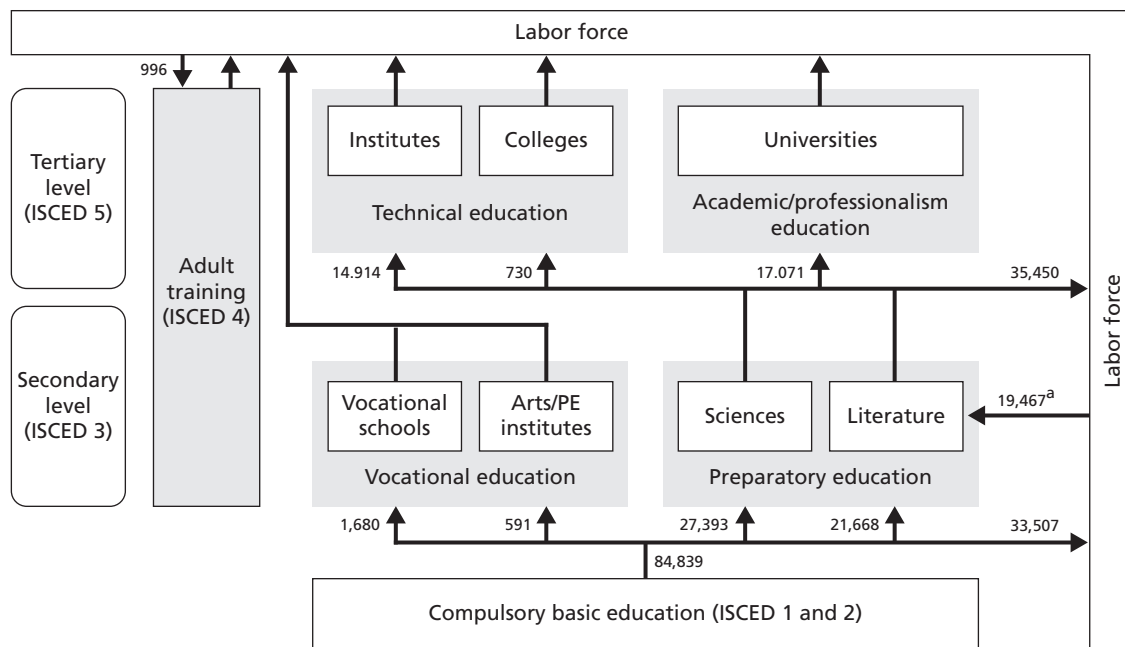 Labor force
996
Institutes
Colleges
Universities
Tertiary
level
(ISCED 5)
Technical education
Academic/professionalism
education
Adult
training
(ISCED 4)
14.914
730
17.071
35,450
Labor force
Secondary
level
(ISCED 3)
Vocational
schools
Arts/PE
institutes
Sciences
Literature
19,467a
Vocational education
Preparatory education
1,680
591
27,393
21,668
33,507
84,839
Compulsory basic education (ISCED 1 and 2)